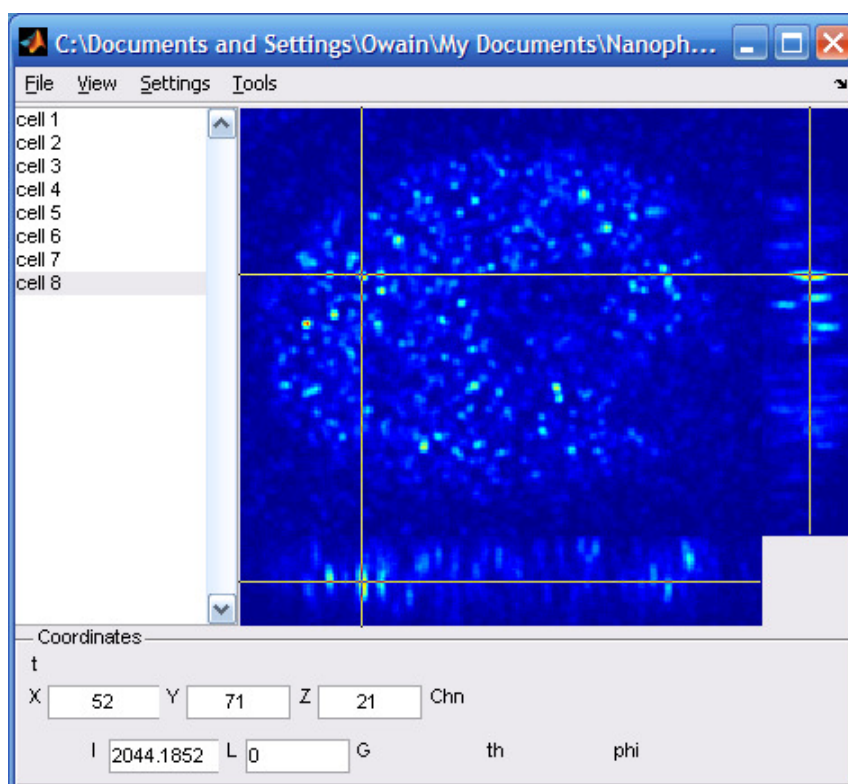 C:\Documents and Settings\Owain\My Documents\Nanoph...
File View Settings Tools
cell 1
cell 2
cell 3
cell 4
cell 5
cell 6
cell 7
cell 8
Coordinates
t
X 52 Y 71 Z 21 Chn
I 2044.1852 L 0 G th phi